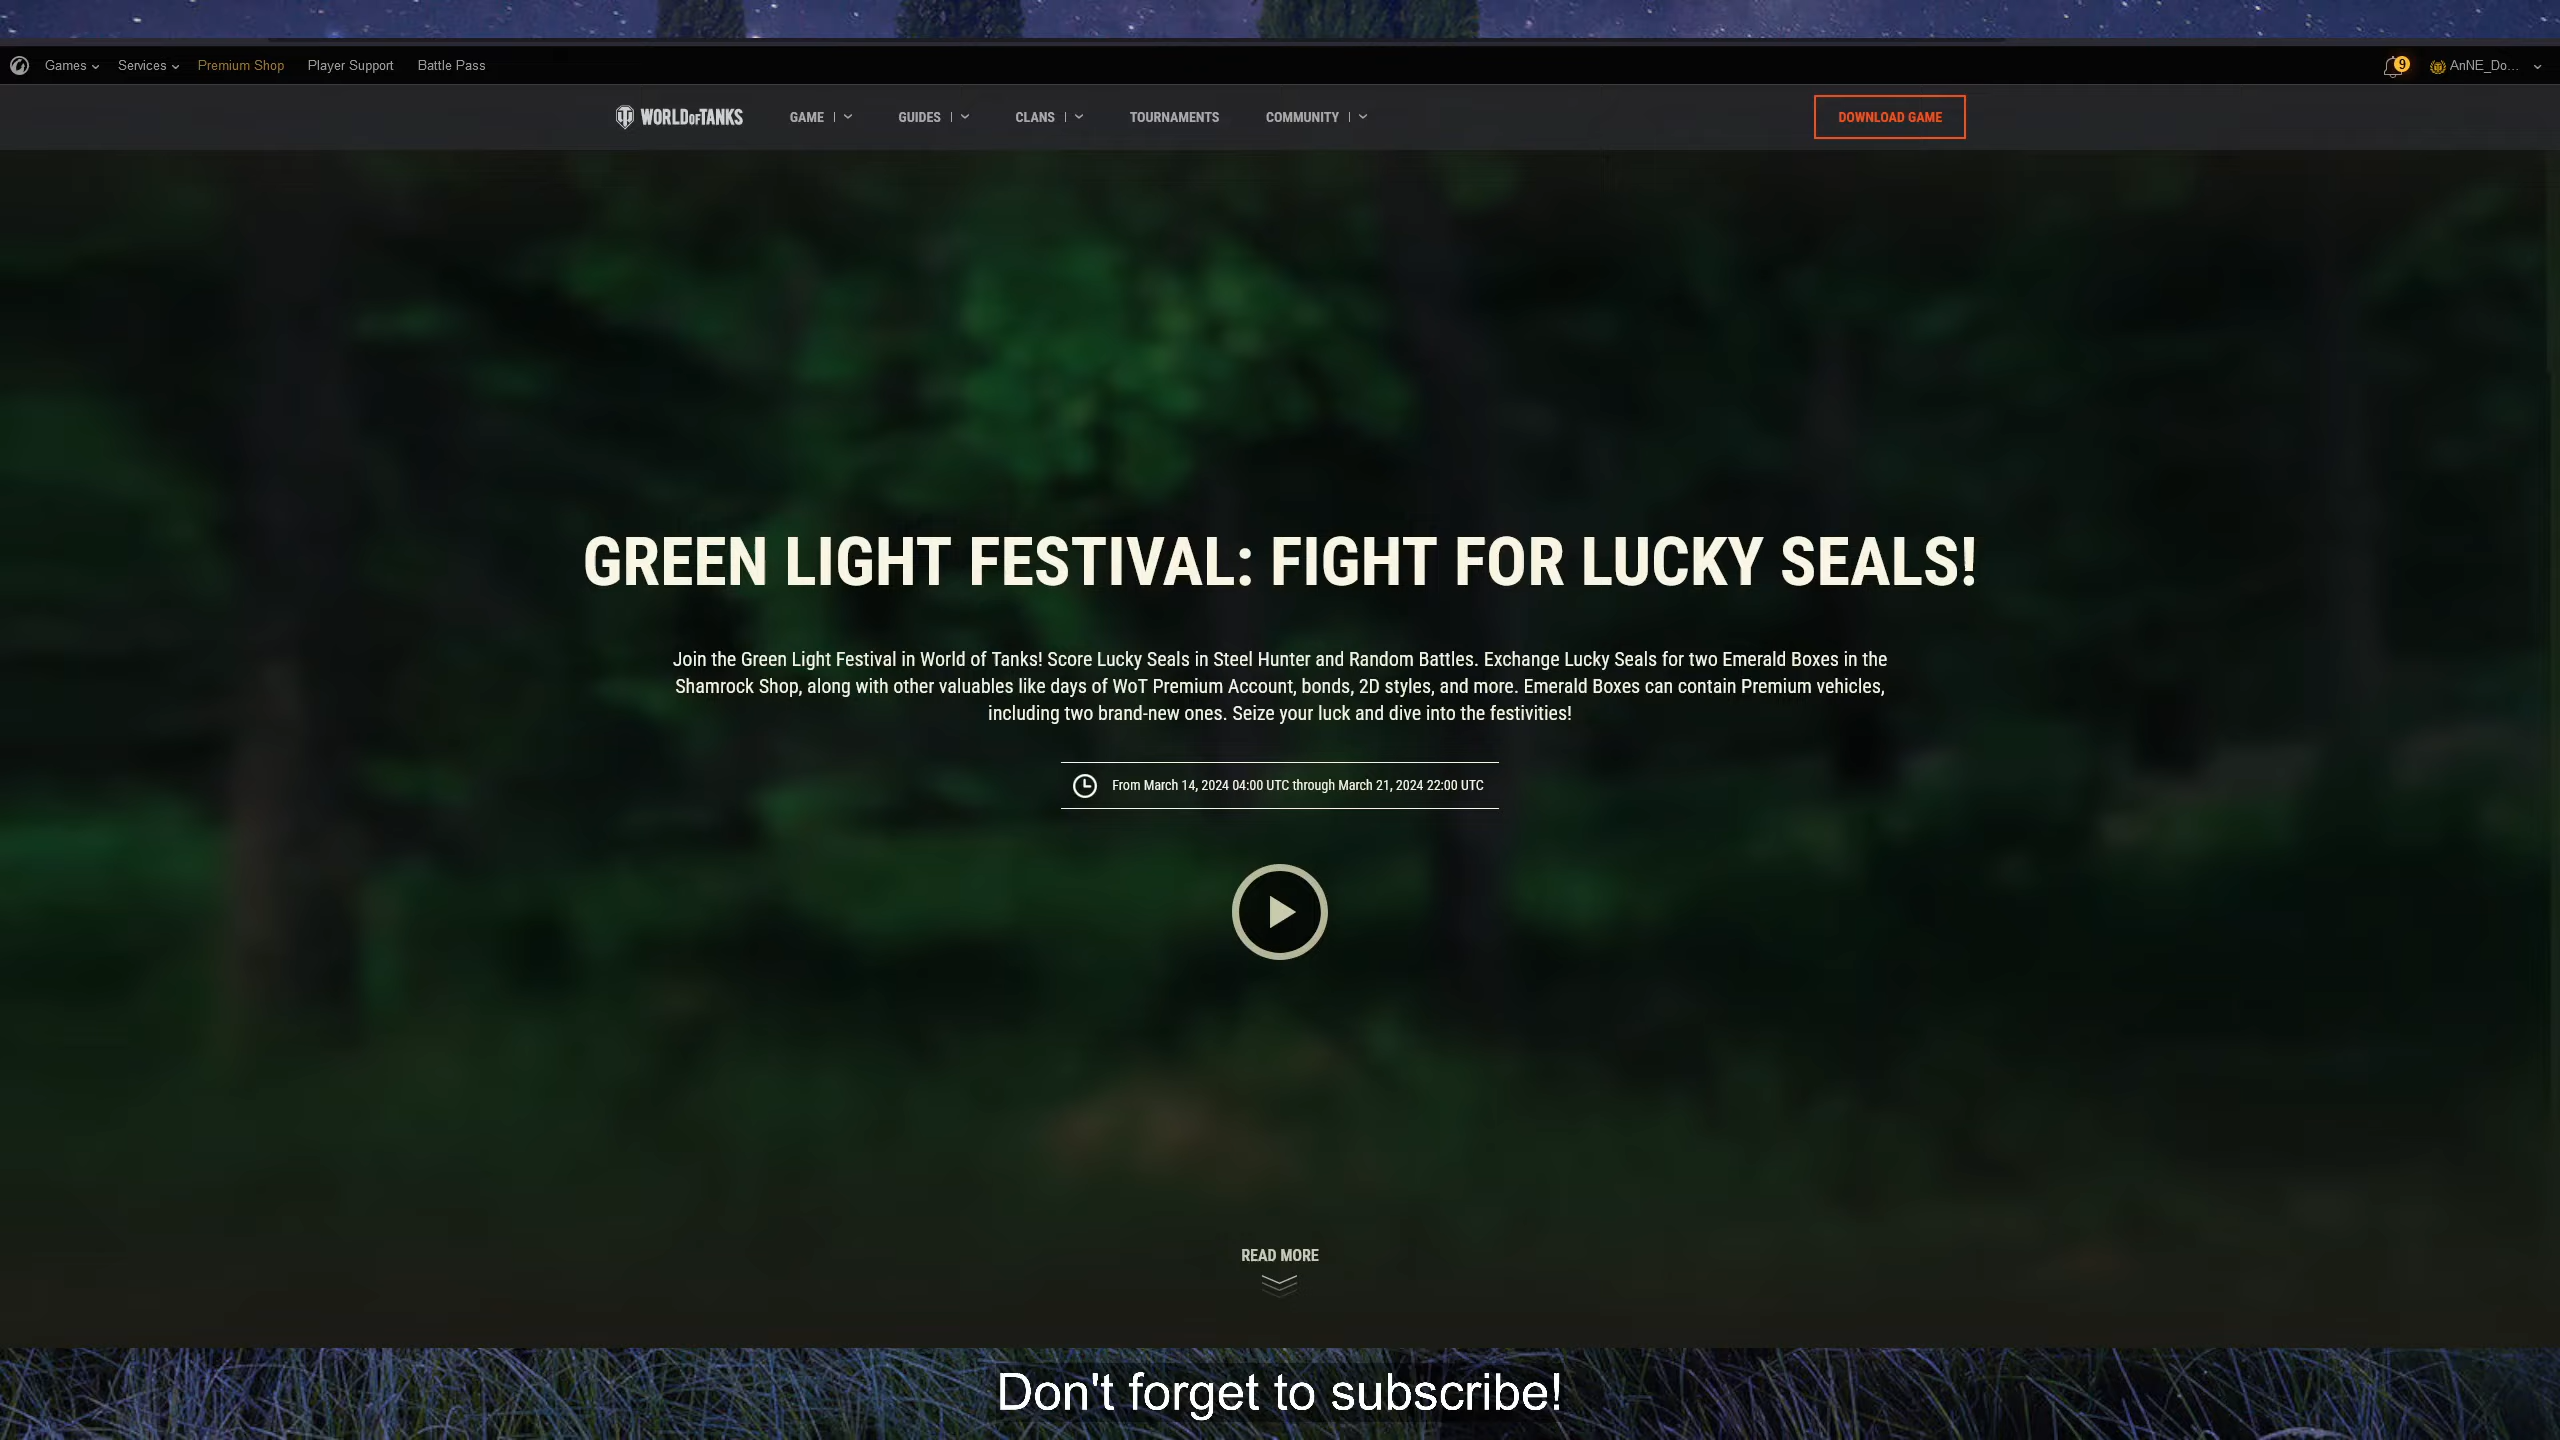 Games
Services
Premium Shop
Player Support
Battle Pass
9
AnNE_Do...
WORLD OF TANKS
GAME
GUIDES
CLANS
TOURNAMENTS
COMMUNITY
DOWNLOAD GAME
GREEN LIGHT FESTIVAL: FIGHT FOR LUCKY SEALS!
Join the Green Light Festival in World of Tanks! Score Lucky Seals in Steel Hunter and Random Battles. Exchange Lucky Seals for two Emerald Boxes in the
Shamrock Shop, along with other valuables like days of WoT Premium Account, bonds, 2D styles, and more. Emerald Boxes can contain Premium vehicles,
including two brand-new ones. Seize your luck and dive into the festivities!
From March 14, 2024 04:00 UTC through March 21, 2024 22:00 UTC
READ MORE
Don't forget to subscribe!